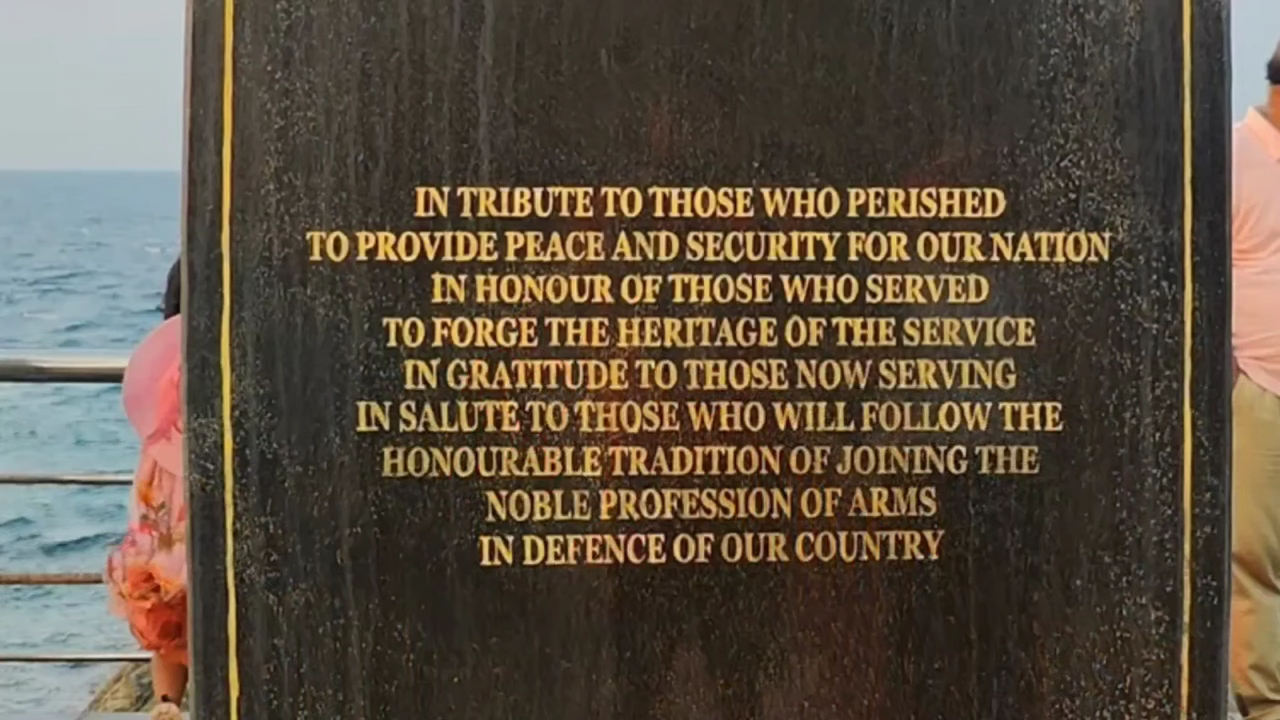 IN TRIBUTE TO THOSE WHO PERISHED
TO PROVIDE PEACE AND SECURITY FOR OUR NATION
IN HONOUR OF THOSE WHO SERVED
TO FORGE THE HERITAGE OF THE SERVICE
IN GRATITUDE TO THOSE NOW SERVING
IN SALUTE TO THOSE WHO WILL FOLLOW THE
HONOURABLE TRADITION OF JOINING THE
NOBLE PROFESSION OF ARMS
IN DEFENCE OF OUR COUNTRY